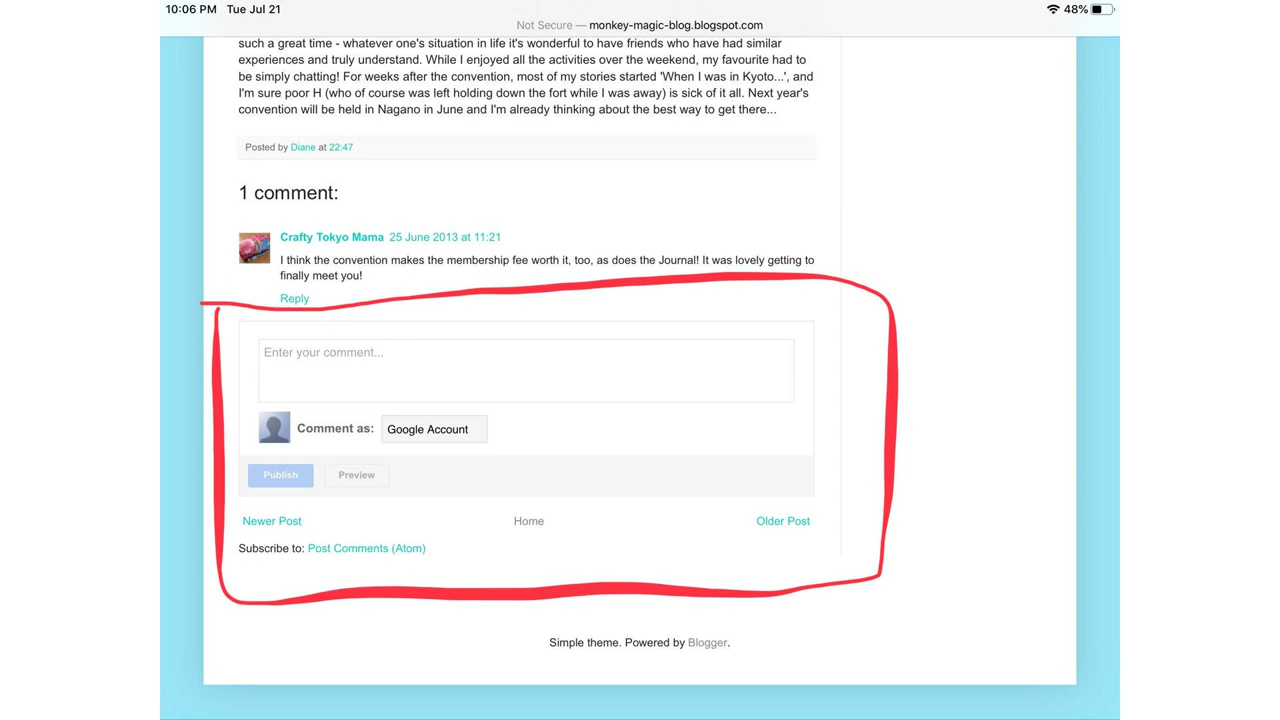 10:06 PM Tue Jul 21
48%
Not Secure — monkey-magic-blog.blogspot.com
such a great time - whatever one's situation in life it's wonderful to have friends who have had similar
experiences and truly understand. While I enjoyed all the activities over the weekend, my favourite had to
be simply chatting! For weeks after the convention, most of my stories started 'When I was in Kyoto...', and
I'm sure poor H (who of course was left holding down the fort while I was away) is sick of it all. Next year's
convention will be held in Nagano in June and I'm already thinking about the best way to get there...
Posted by Diane at 22:47
1 comment:
Crafty Tokyo Mama 25 June 2013 at 11:21
I think the convention makes the membership fee worth it, too, as does the Journal! It was lovely getting to
finally meet you!
Reply
Enter your comment...
Comment as: Google Account
Publish Preview
Newer Post Home Older Post
Subscribe to: Post Comments (Atom)
Simple theme. Powered by Blogger.